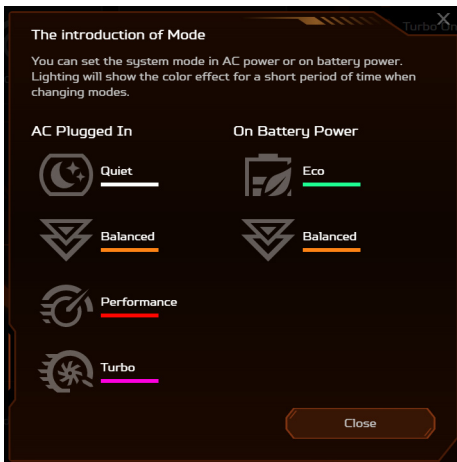 Turbo On
The introduction of Mode
You can set the system mode in AC power or on battery power.
Lighting will show the color effect for a short period of time when
changing modes.
AC Plugged In
On Battery Power
Quiet
Eco
Balanced
Balanced
Performance
Turbo
Close